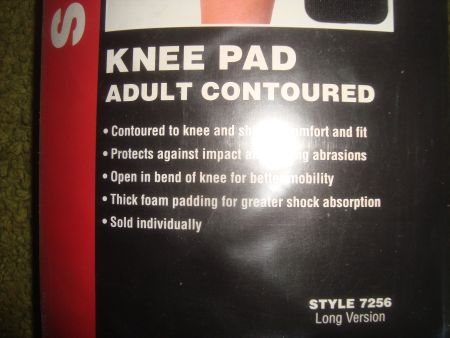 S
KNEE PAD
ADULT CONTOURED
• Contoured to knee and comfort and fit
• Protects against impact abrasions
• Open in bend of knee for better mobility
• Thick foam padding for greater shock absorption
• Sold individually
STYLE 7256
Long Version